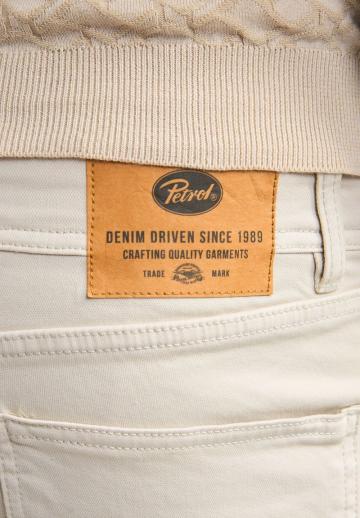 Petrol®
DENIM DRIVEN SINCE 1989
CRAFTING QUALITY GARMENTS
TRADE MARK